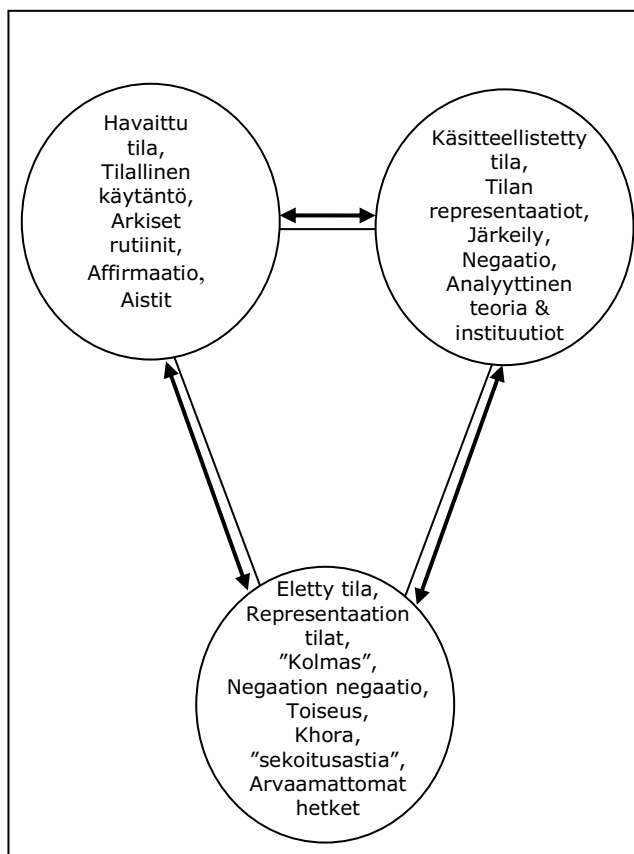 Havaittu
tila,
Tilallinen
käytäntö,
Arkiset
rutiinit,
Affirmaatio,
Aistit
Käsitteellistetty
tila,
Tilan
representaatiot,
Järkeily,
Negaatio,
Analyyttinen
teoria &
instituutiot
Eletty tila,
Representaation
tilat,
”Kolmas”,
Negaation negaatio,
Toiseus,
Khora,
”sekoitusastia”,
Arvaamattomat
hetket